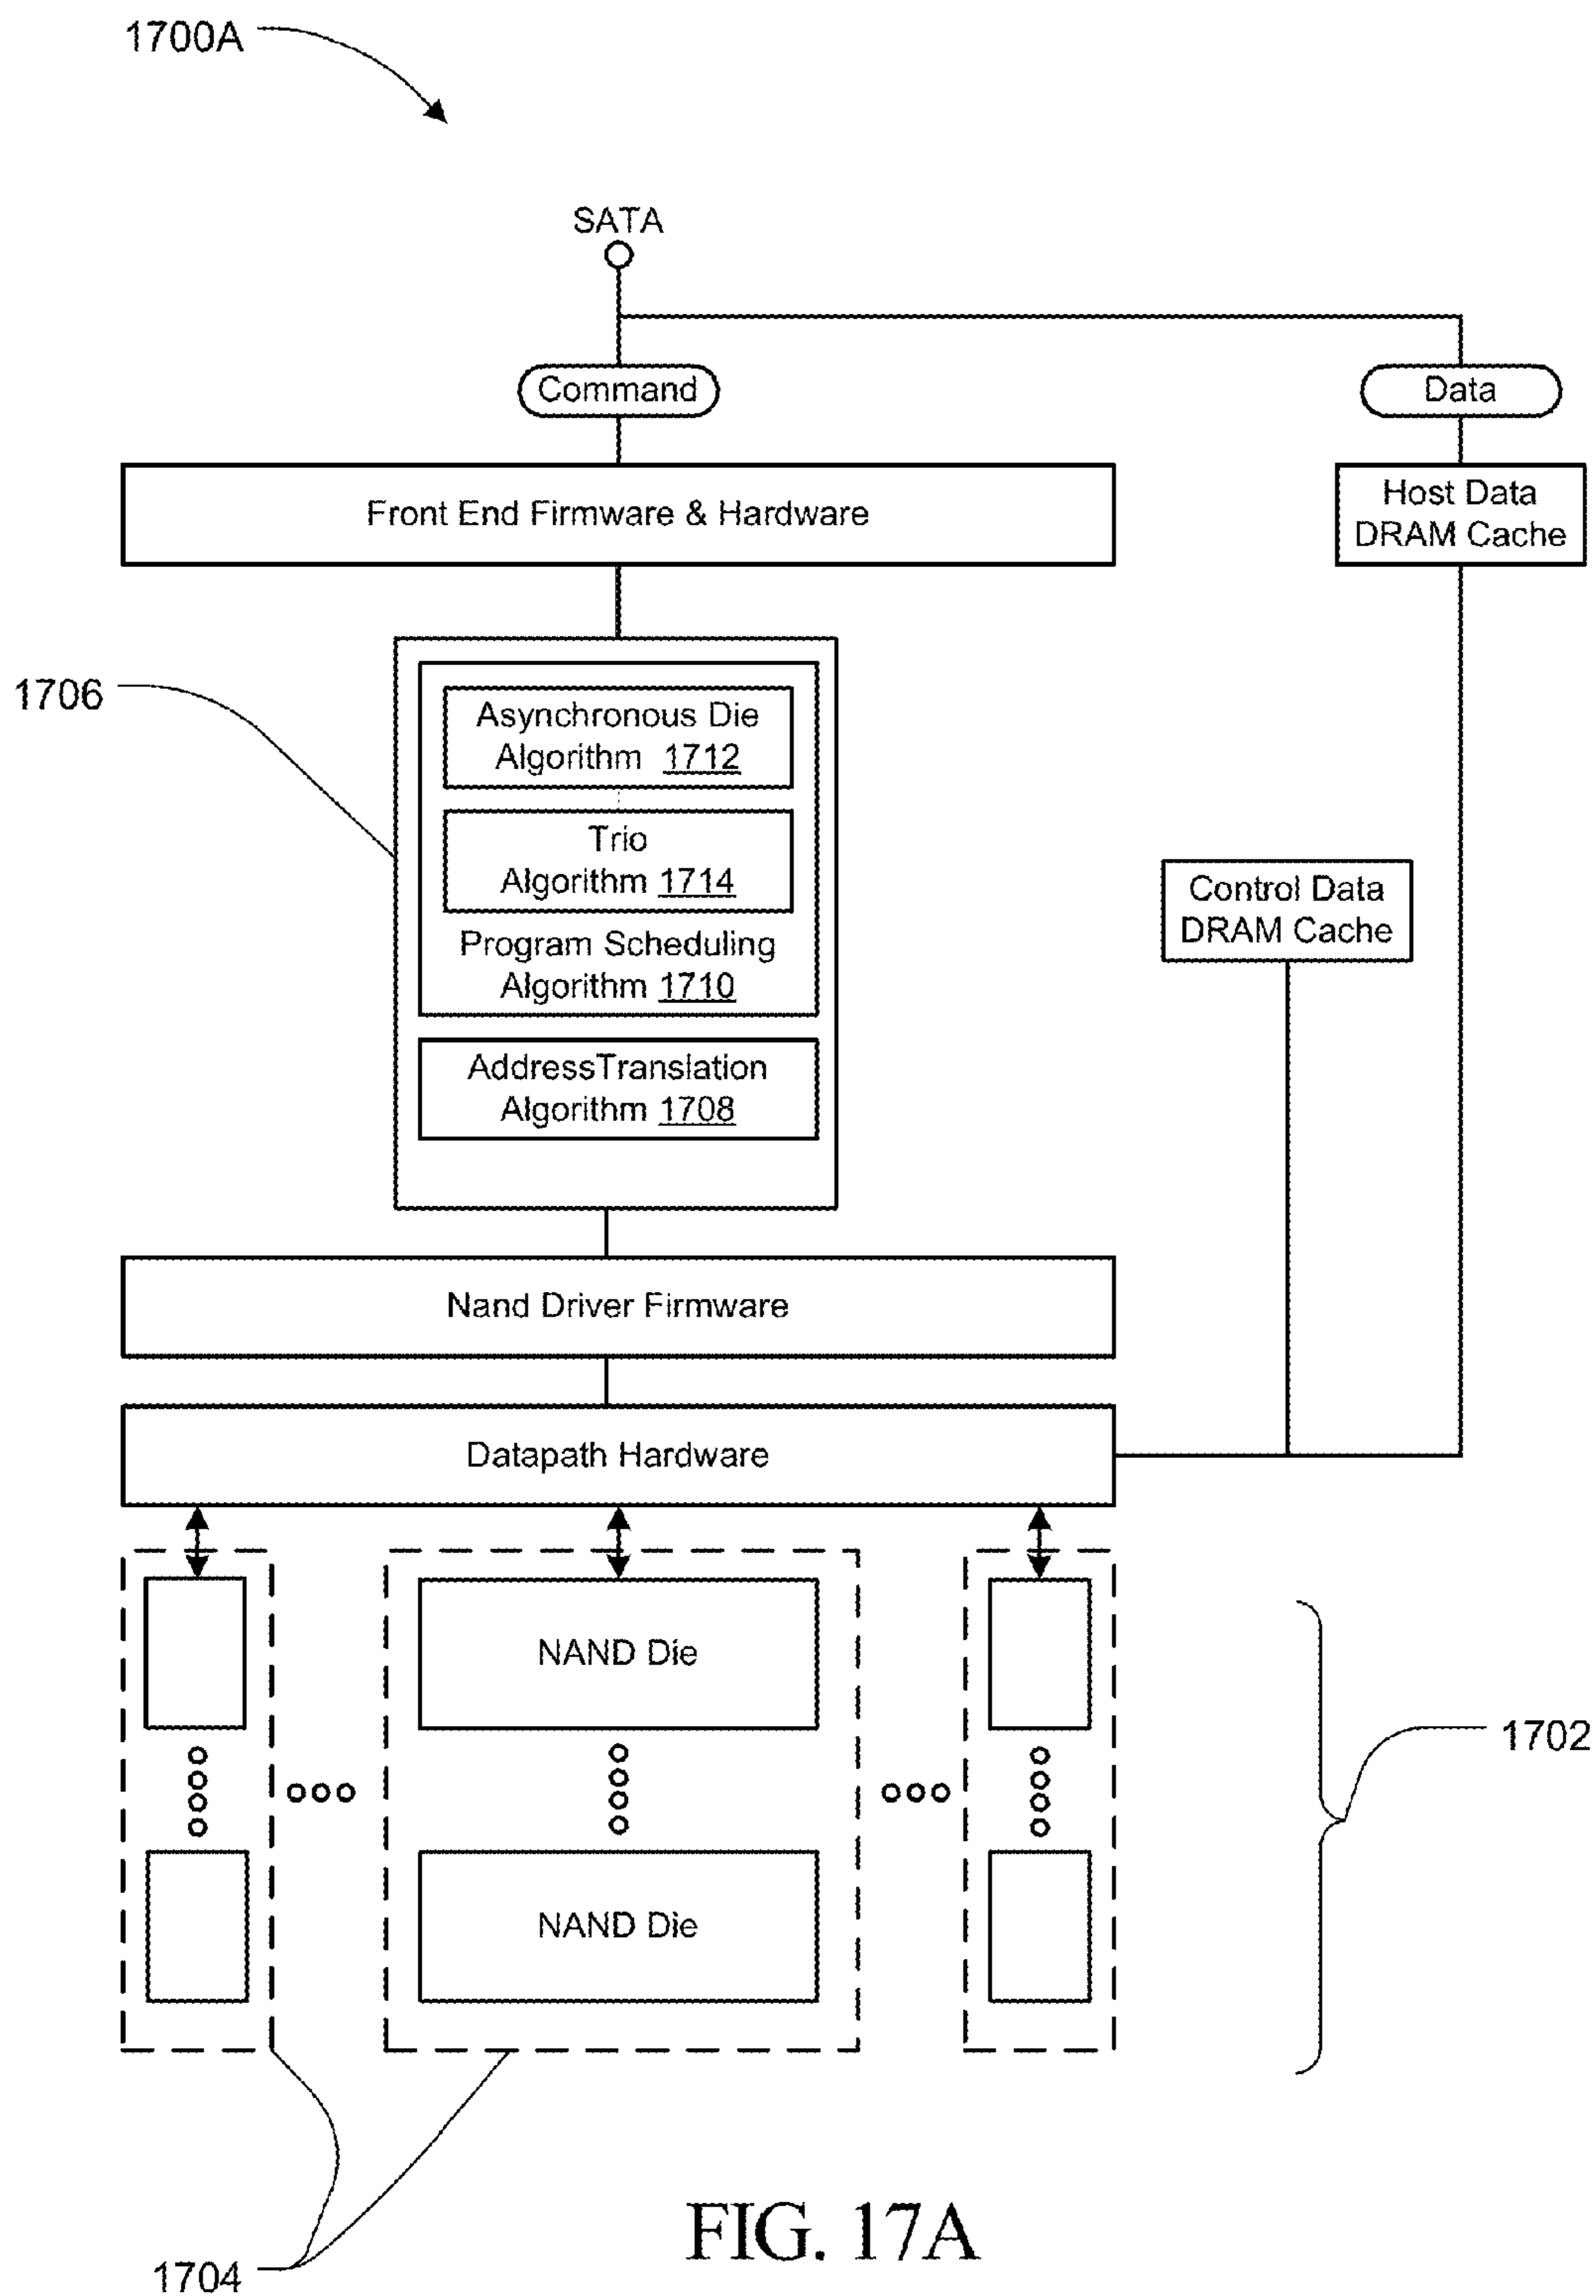 1700A
SATA
Command
Data
Front End Firmware & Hardware
Host Data
DRAM Cache
1706
Asynchronous Die
Algorithm 1712
Trio
Algorithm 1714
Program Scheduling
Algorithm 1710
Control Data
DRAM Cache
AddressTranslation
Algorithm 1708
Nand Driver Firmware
Datapath Hardware
NAND Die
1702
NAND Die
1704
FIG. 17A